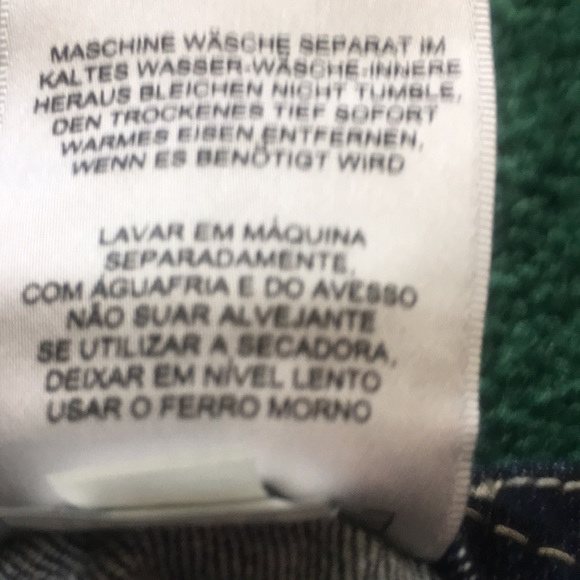 MASCHINE WÄSCHE SEPARAT IM
KALTES WASSER-WÄSCHE-INNERE
HERAUS BLEICHEN NICHT TUMBLE,
DEN TROCKENES TIEF SOFORT
WARMES EISEN ENTFERNEN,
WENN ES BENÖTIGT WIRD
LAVAR EM MÁQUINA
SEPARADAMENTE,
COM ÁGUAFRIA E DO AVESSO
NÃO SUAR ALVEJANTE
SE UTILIZAR A SECADORA,
DEIXAR EM NÍVEL LENTO
USAR O FERRO MORNO